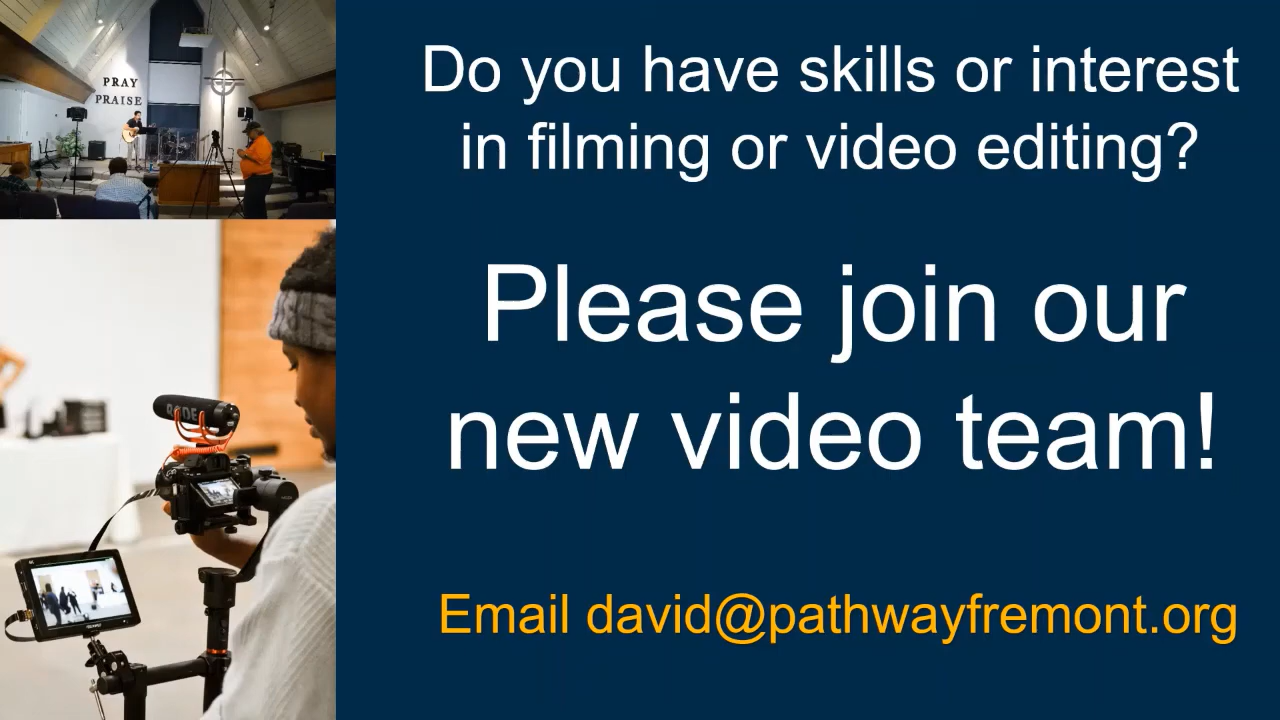 PRAY
PRAISE
Do you have skills or interest
in filming or video editing?
Please join our
new video team!
RODE
Email david@pathwayfremont.org